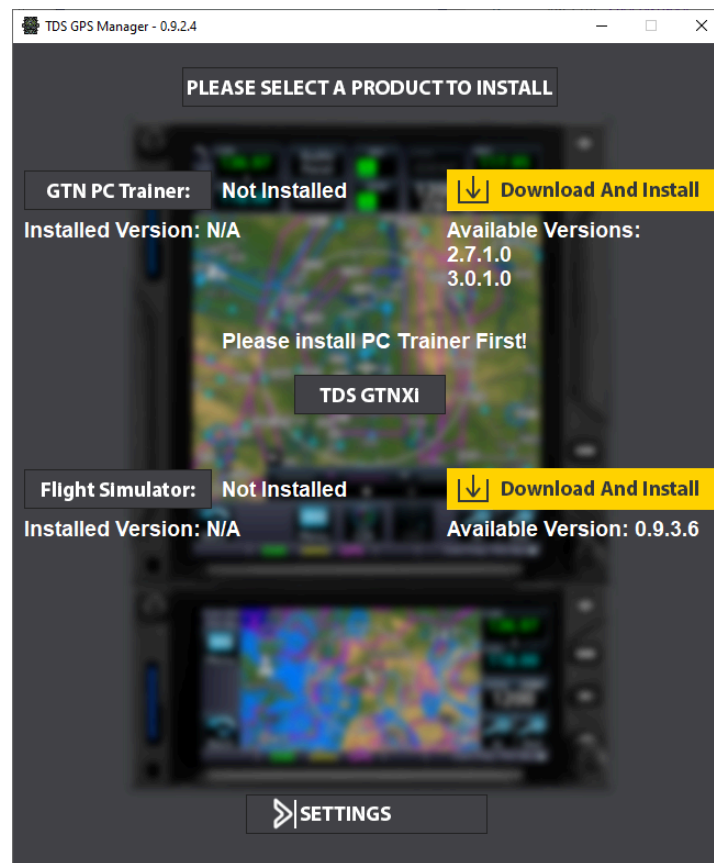 TDS GPS Manager - 0.9.2.4
PLEASE SELECT A PRODUCT TO INSTALL
GTN PC Trainer: Not Installed Download And Install
Installed Version: N/A Available Versions:
2.7.1.0
3.0.1.0
Please install PC Trainer First!
TDS GTNXi
Flight Simulator: Not Installed Download And Install
Installed Version: N/A Available Version: 0.9.3.6
1200
SETTINGS